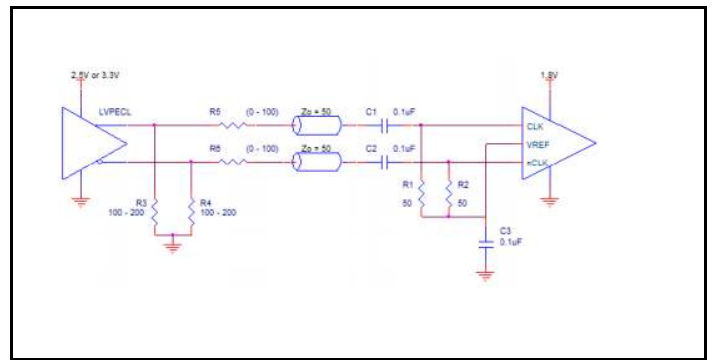 2.5V or 3.3V
1.8V
LVPECL
R5 (0 - 100) Zo = 50 C1 0.1uF
CLK
VREF
R6 (0 - 100) Zo = 50 C2 0.1uF
nCLK
R1
50
R2
50
R3
100 - 200
R4
100 - 200
C3
0.1uF